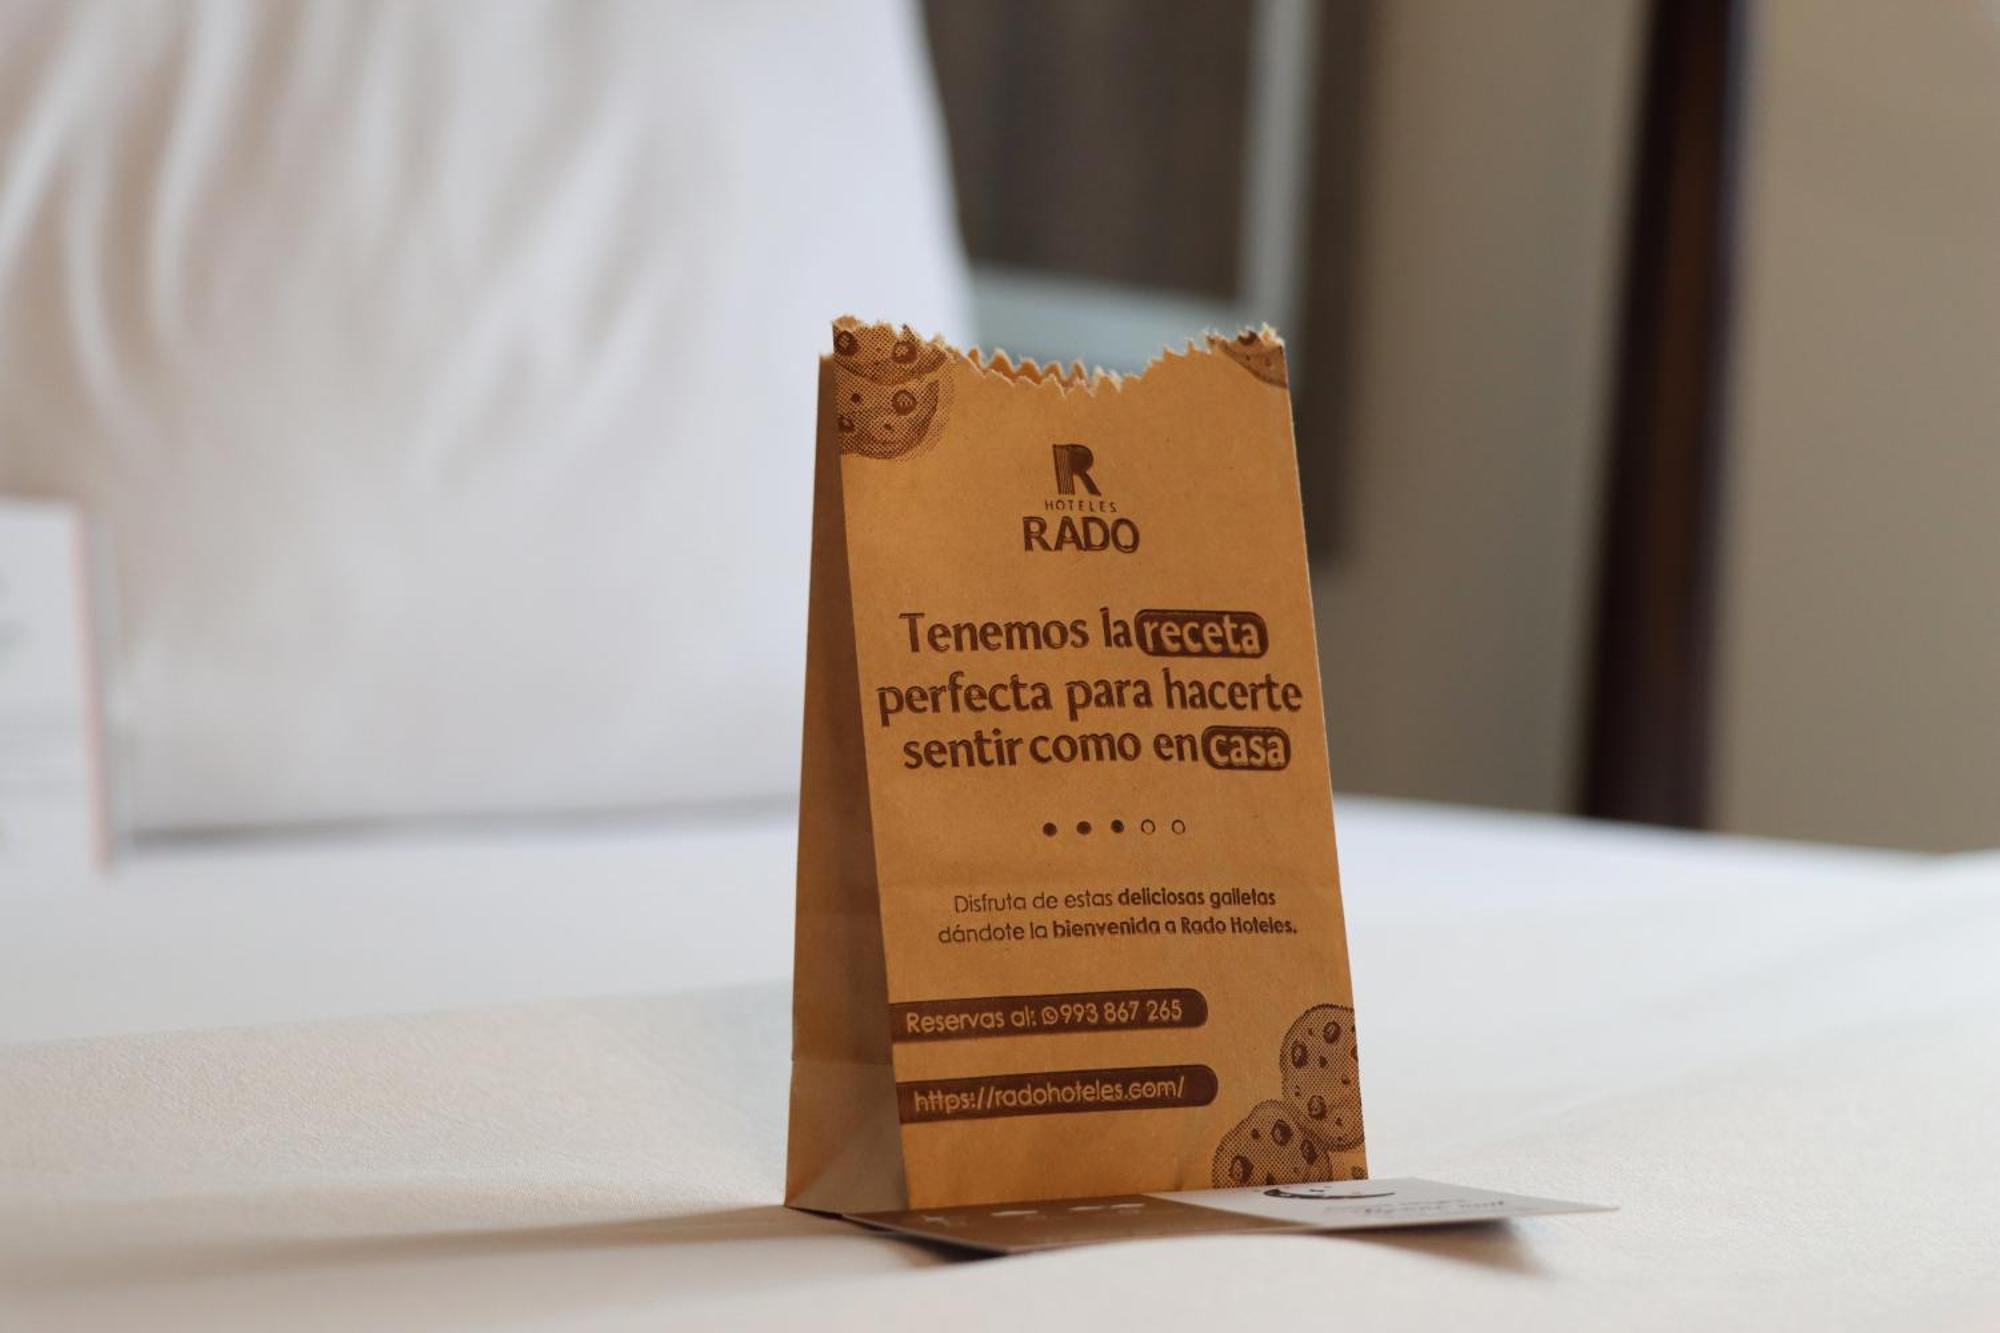 R
HOTELES
RADO
Tenemos la receta
perfecta para hacerte
sentir como en casa
Disfruta de estas deliciosas galletas
dándote la bienvenida a Rado Hoteles.
Reservas al: 993 867 265
https://radohoteles.com/